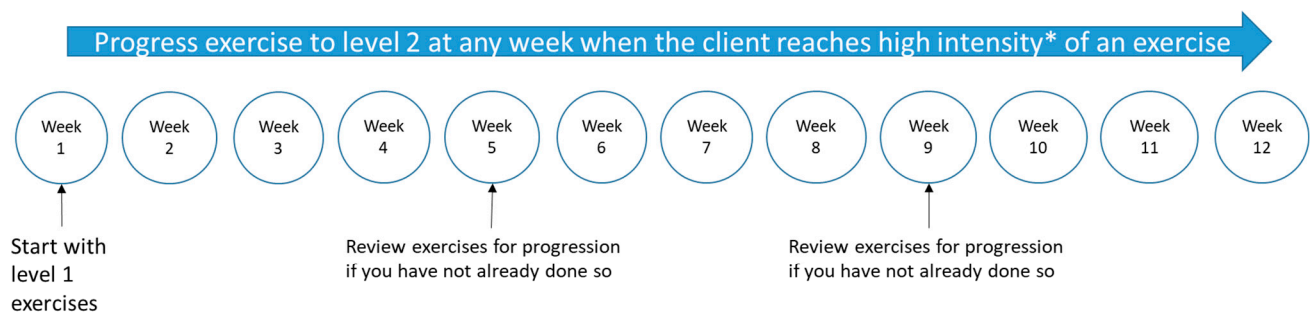 Progress exercise to level 2 at any week when the client reaches high intensity* of an exercise
Week
1
Week
2
Week
3
Week
4
Week
5
Week
6
Week
7
Week
8
Week
9
Week
10
Week
11
Week
12
Start with
level 1
exercises
Review exercises for progression
if you have not already done so
Review exercises for progression
if you have not already done so